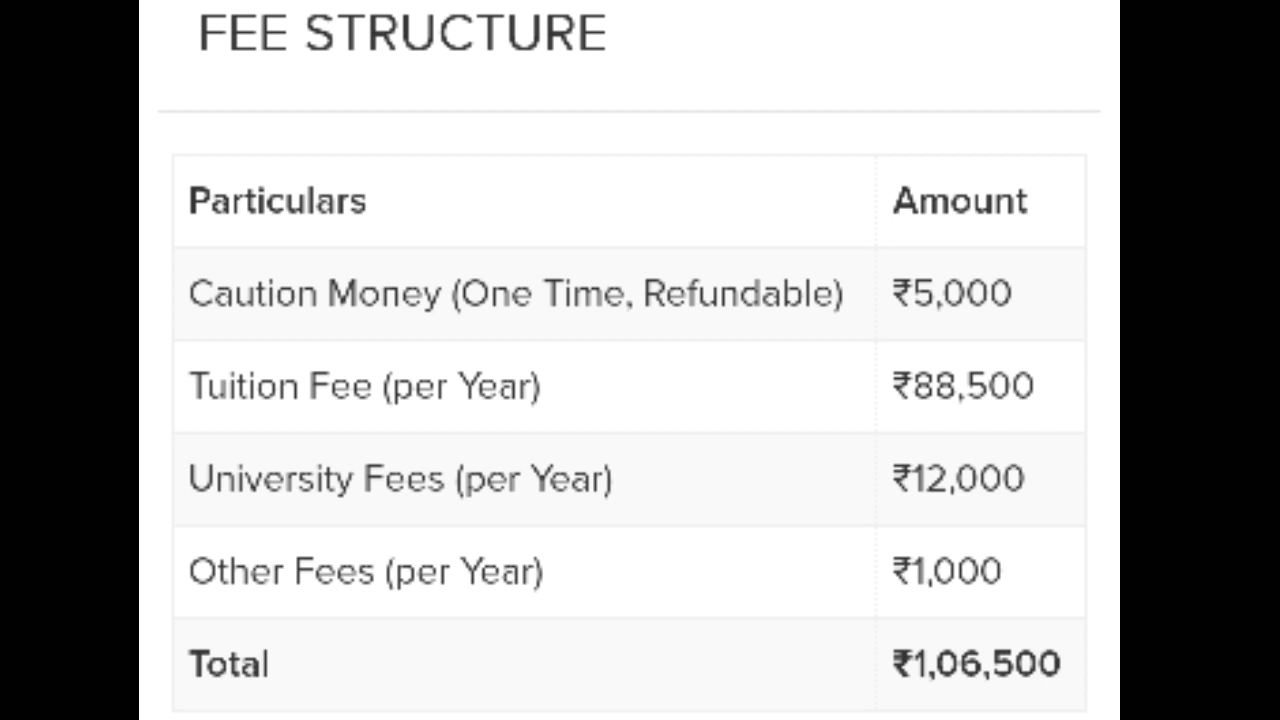 FEE STRUCTURE
Particulars Amount
Caution Money (One Time, Refundable) ₹5,000
Tuition Fee (per Year) ₹88,500
University Fees (per Year) ₹12,000
Other Fees (per Year) ₹1,000
Total ₹1,06,500